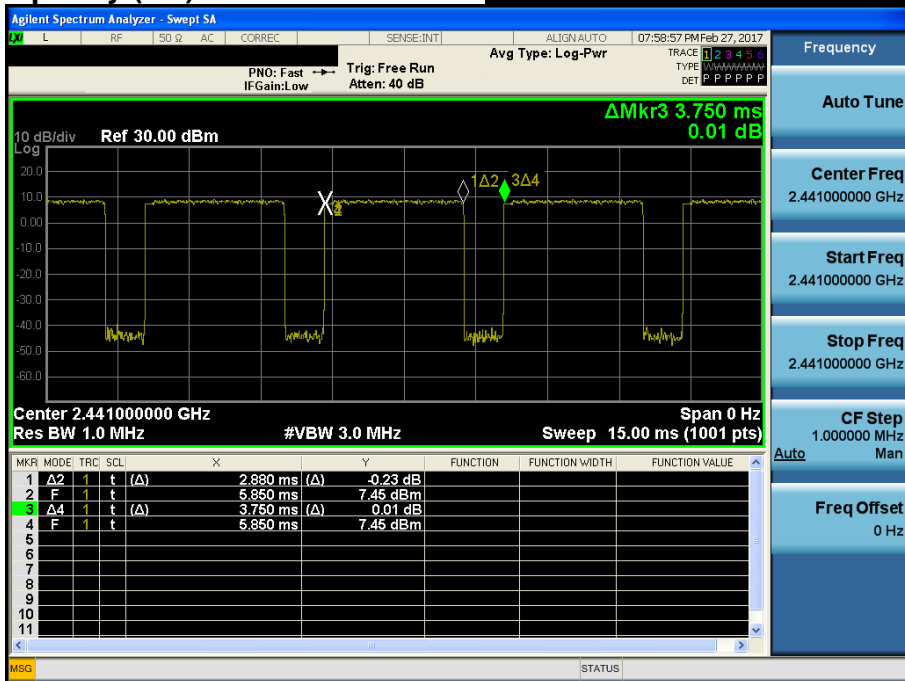 Agilent Spectrum Analyzer - Swept SA
LXI L RF 50 Ω AC CORREC SENSE:INT ALIGN AUTO 07:58:57 PM Feb 27, 2017
Avg Type: Log-Pwr
TRACE 1 2 3 4 5 6
TYPE WWWWWW
DET P P P P P P
PNO: Fast
IFGain:Low
Trig: Free Run
Atten: 40 dB
ΔMkr3 3.750 ms
0.01 dB
10 dB/div Ref 30.00 dBm
Log
20.0
10.0
0.00
-10.0
-20.0
-30.0
-40.0
-50.0
-60.0
1Δ2
3Δ4
X
Center 2.441000000 GHz Span 0 Hz
Res BW 1.0 MHz #VBW 3.0 MHz Sweep 15.00 ms (1001 pts)
MKR MODE TRC SCL X Y FUNCTION FUNCTION WIDTH FUNCTION VALUE
1 Δ2 1 t (Δ) 2.880 ms (Δ) -0.23 dB
2 F 1 t 5.850 ms 7.45 dBm
3 Δ4 1 t (Δ) 3.750 ms (Δ) 0.01 dB
4 F 1 t 5.850 ms 7.45 dBm
5
6
7
8
9
10
11
MSG STATUS
Frequency
Auto Tune
Center Freq
2.441000000 GHz
Start Freq
2.441000000 GHz
Stop Freq
2.441000000 GHz
CF Step
1.000000 MHz
Auto Man
Freq Offset
0 Hz